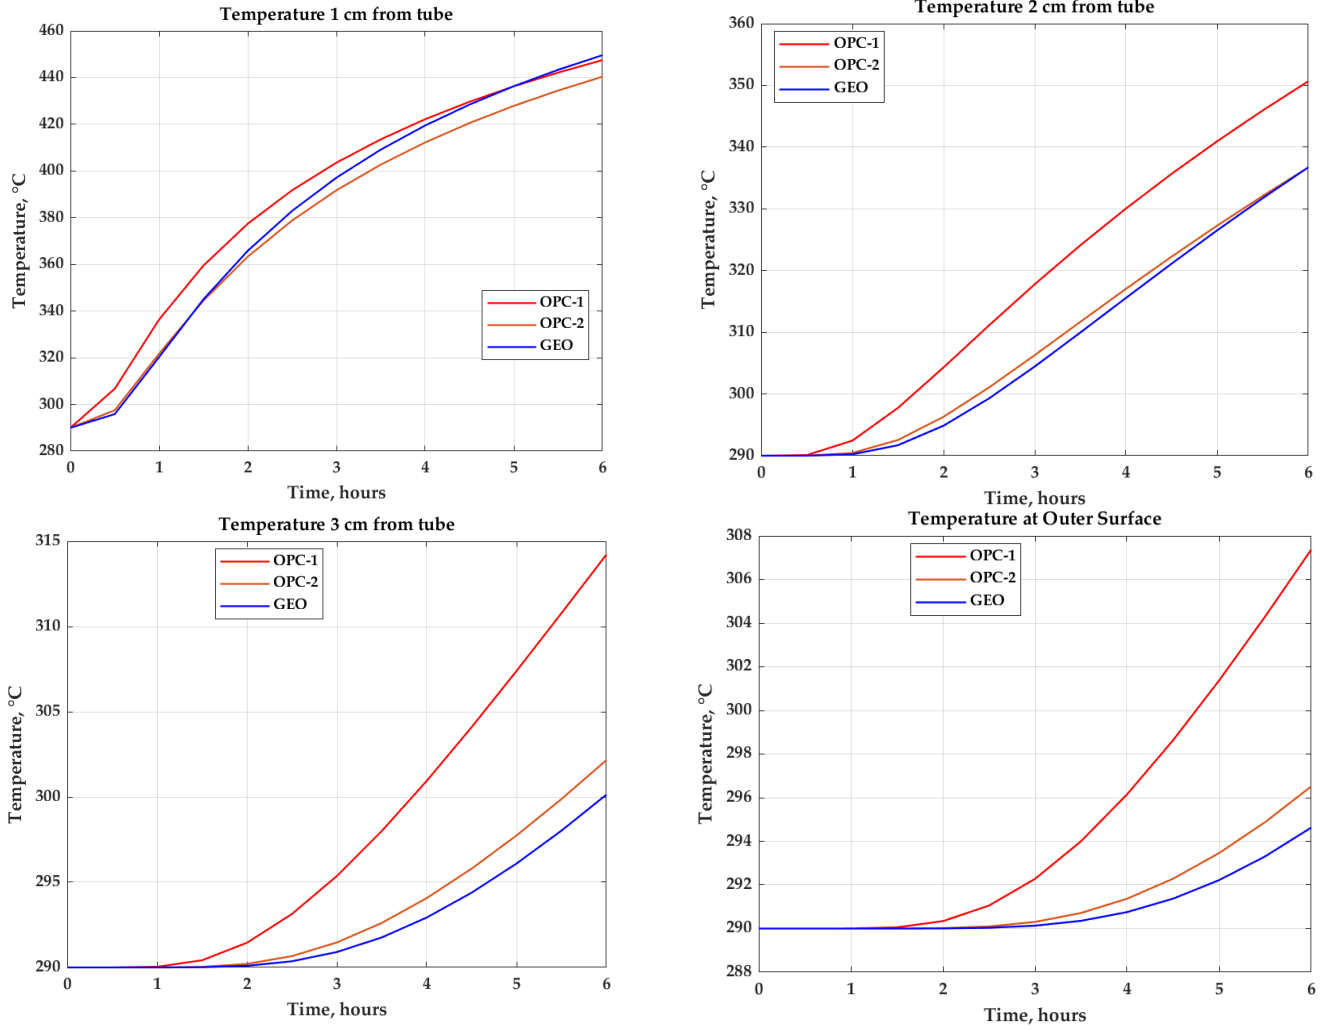 Temperature 1 cm from tube
460
440
420
400
380
360
340
320
300
280
0 1 2 3 4 5 6
Temperature, °C
Time, hours
OPC-1
OPC-2
GEO
Temperature 2 cm from tube
360
350
340
330
320
310
300
290
0 1 2 3 4 5 6
Temperature, °C
Time, hours
OPC-1
OPC-2
GEO
Temperature 3 cm from tube
315
310
305
300
295
290
0 1 2 3 4 5 6
Temperature, °C
Time, hours
OPC-1
OPC-2
GEO
Temperature at Outer Surface
308
306
304
302
300
298
296
294
292
290
288
0 1 2 3 4 5 6
Temperature, °C
Time, hours
OPC-1
OPC-2
GEO